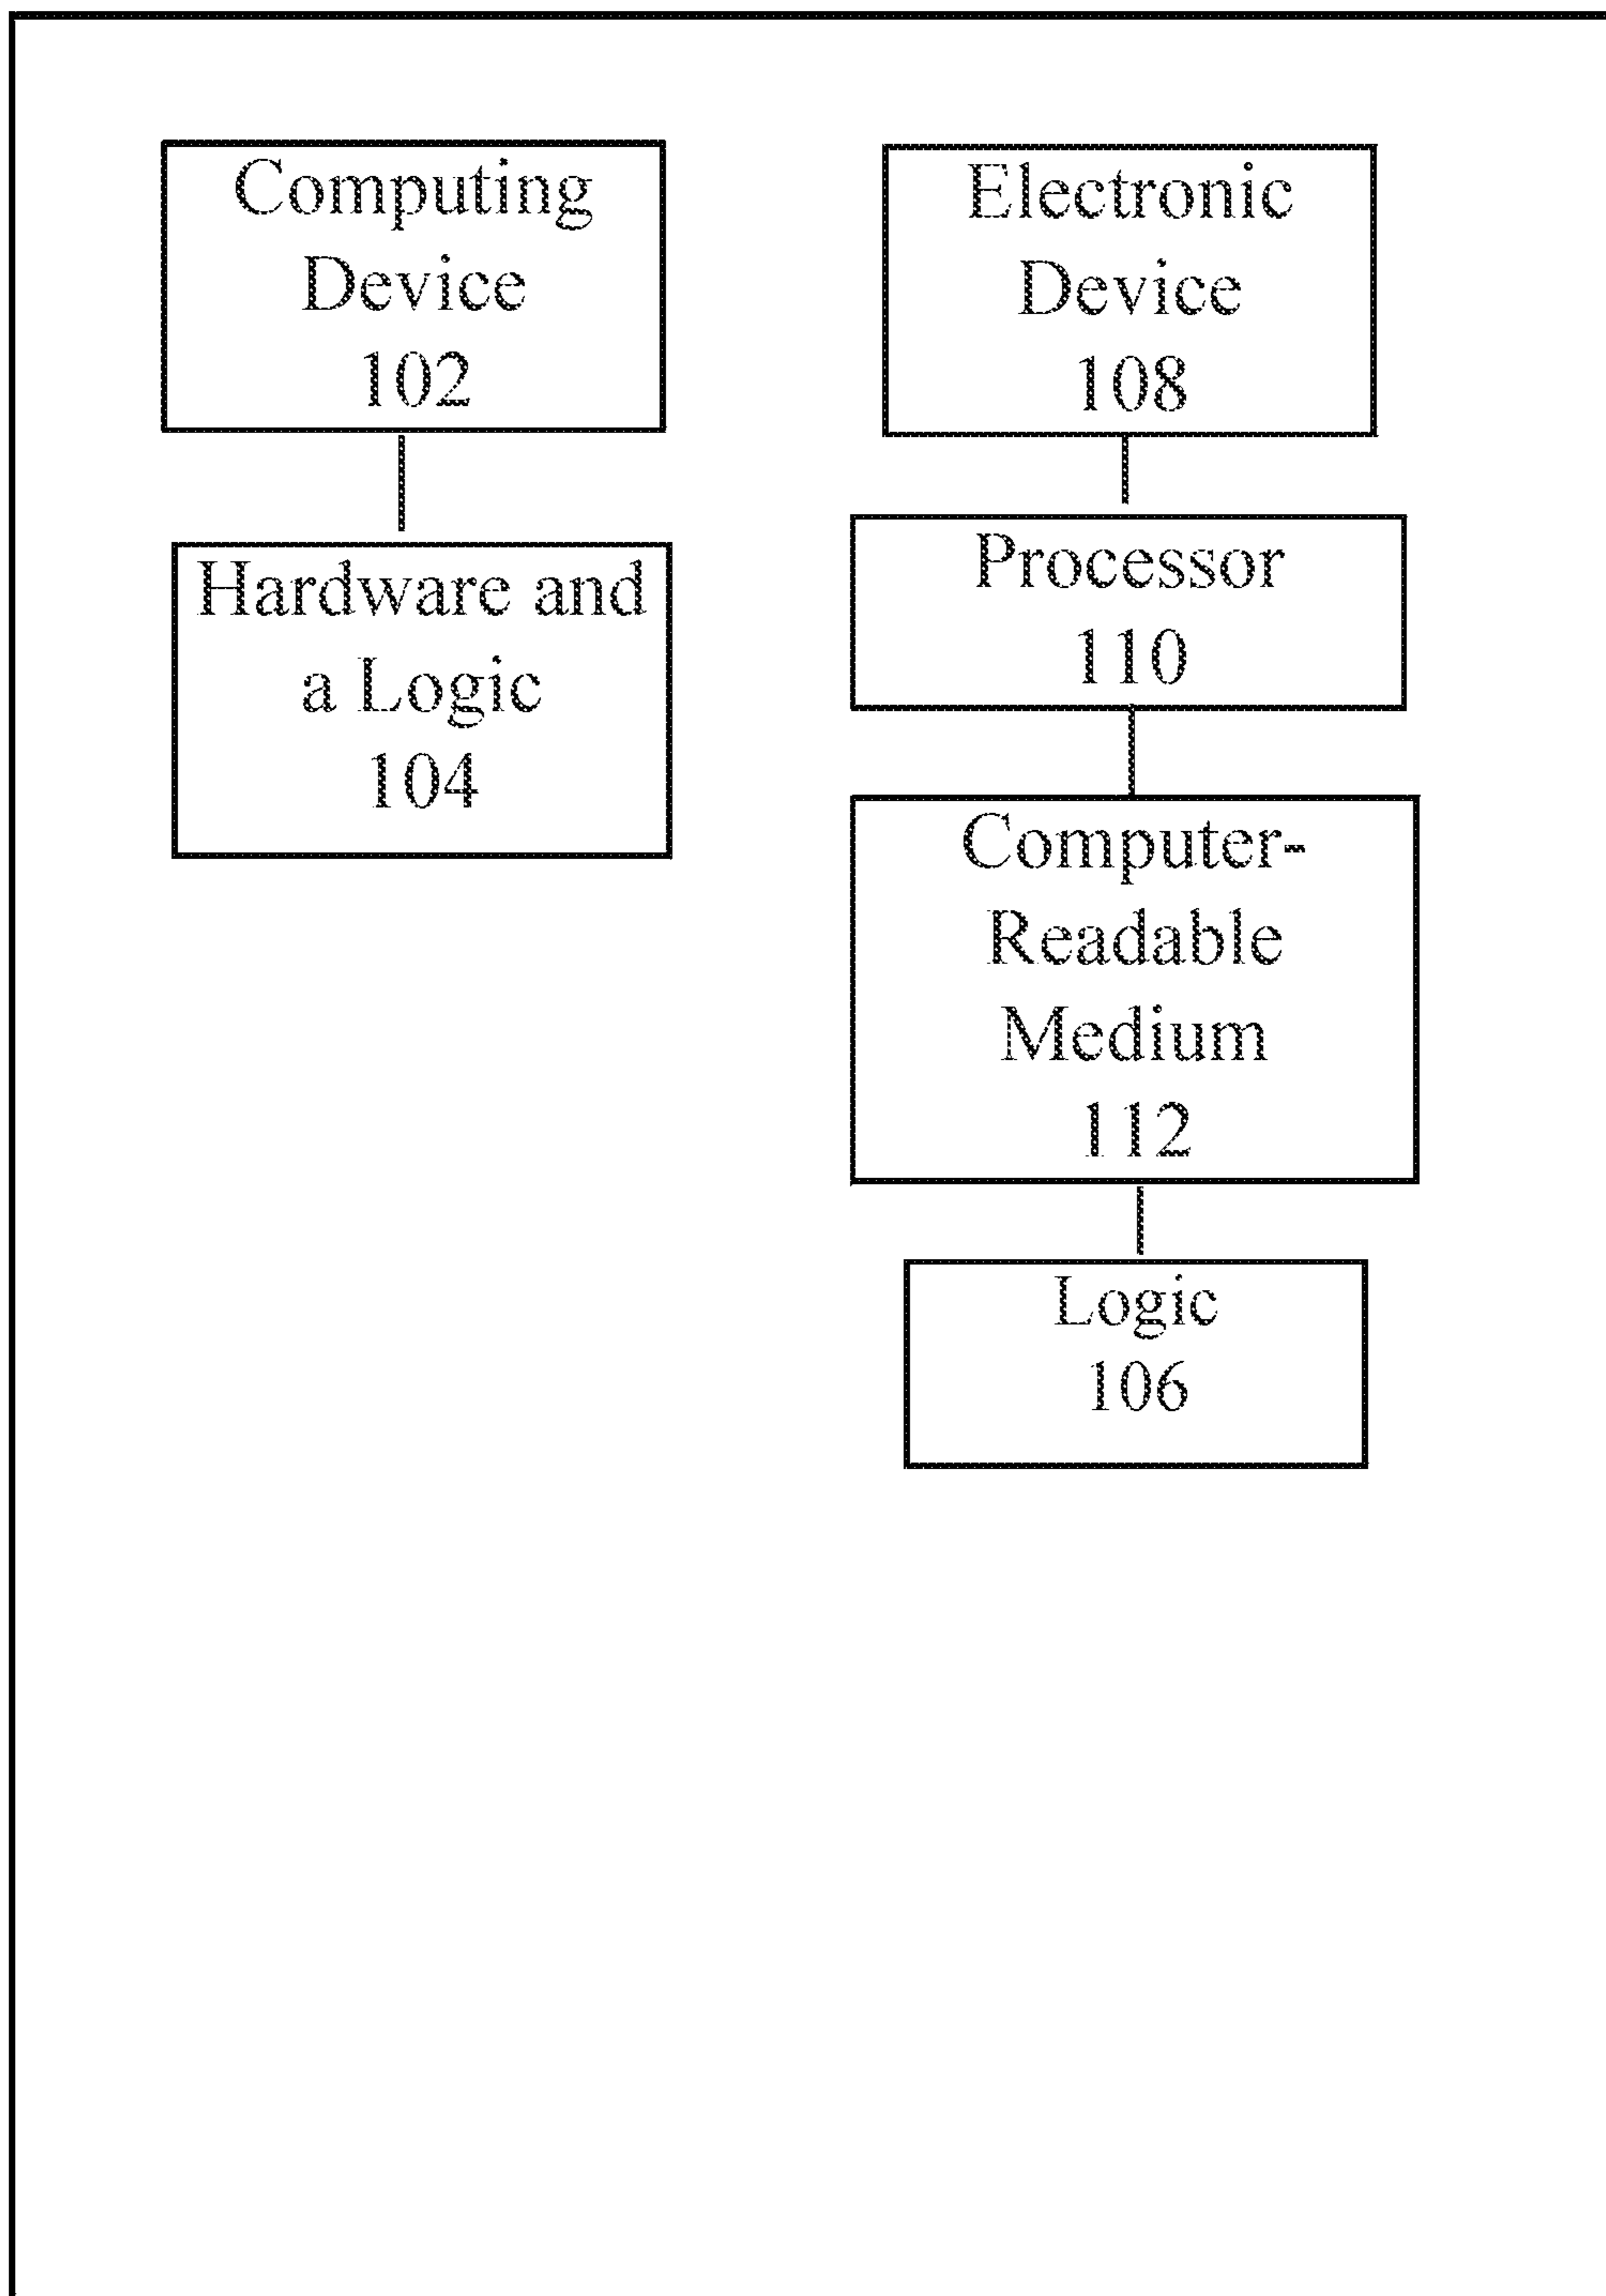 Computing
Device
102
Hardware and
a Logic
104
Electronic
Device
108
Processor
110
Computer-
Readable
Medium
112
Logic
106